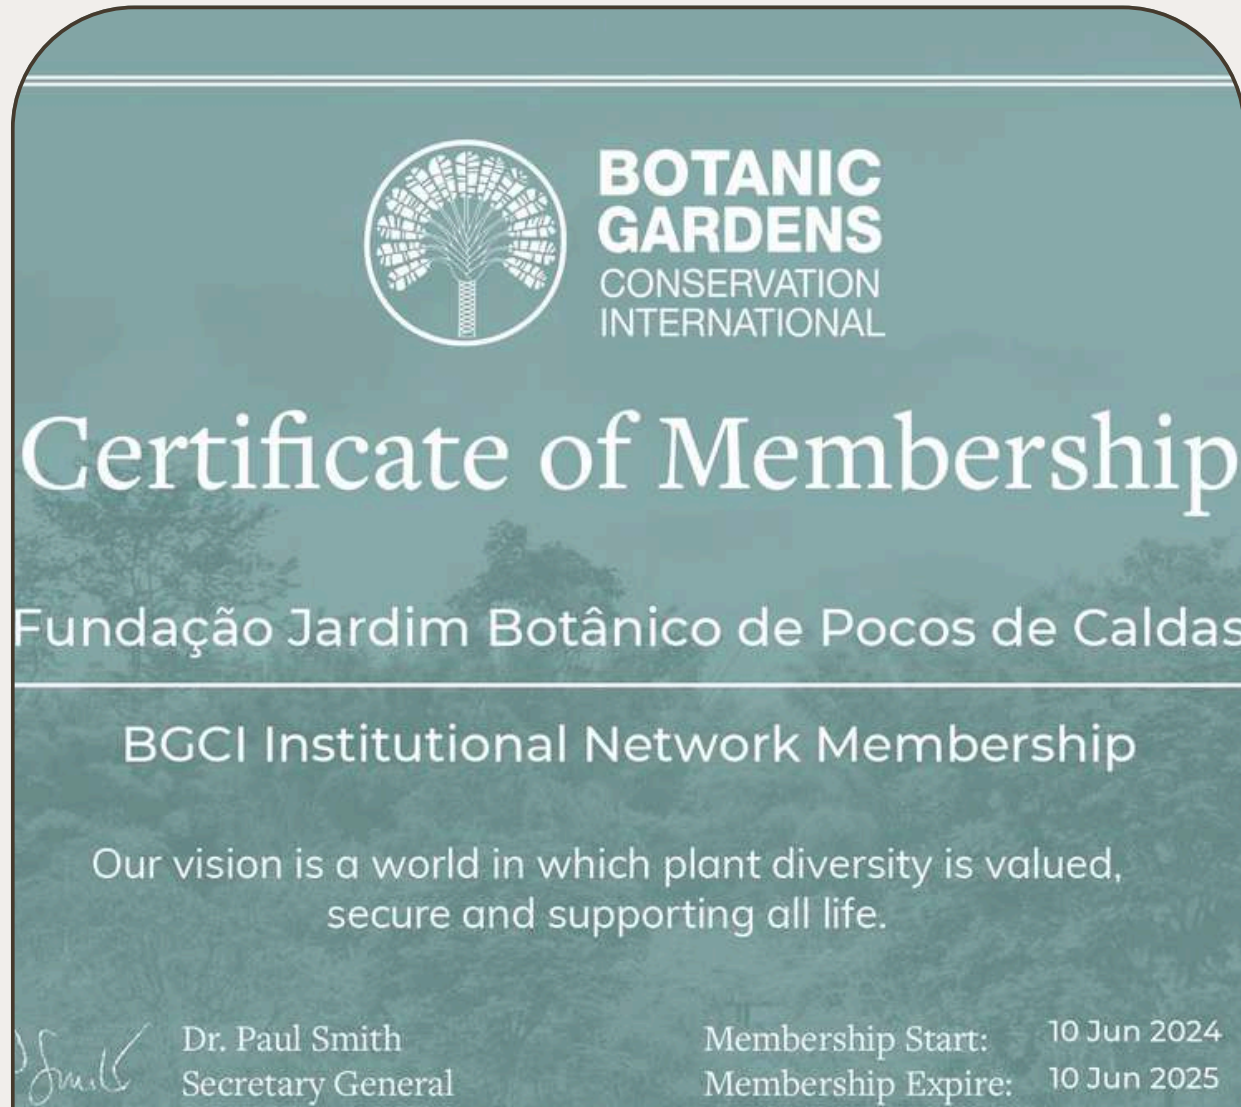 BOTANIC
GARDENS
CONSERVATION
INTERNATIONAL
Certificate of Membership
Fundação Jardim Botânico de Pocos de Caldas
BGCI Institutional Network Membership
Our vision is a world in which plant diversity is valued,
secure and supporting all life.
Dr. Paul Smith
Secretary General
Membership Start: 10 Jun 2024
Membership Expire: 10 Jun 2025